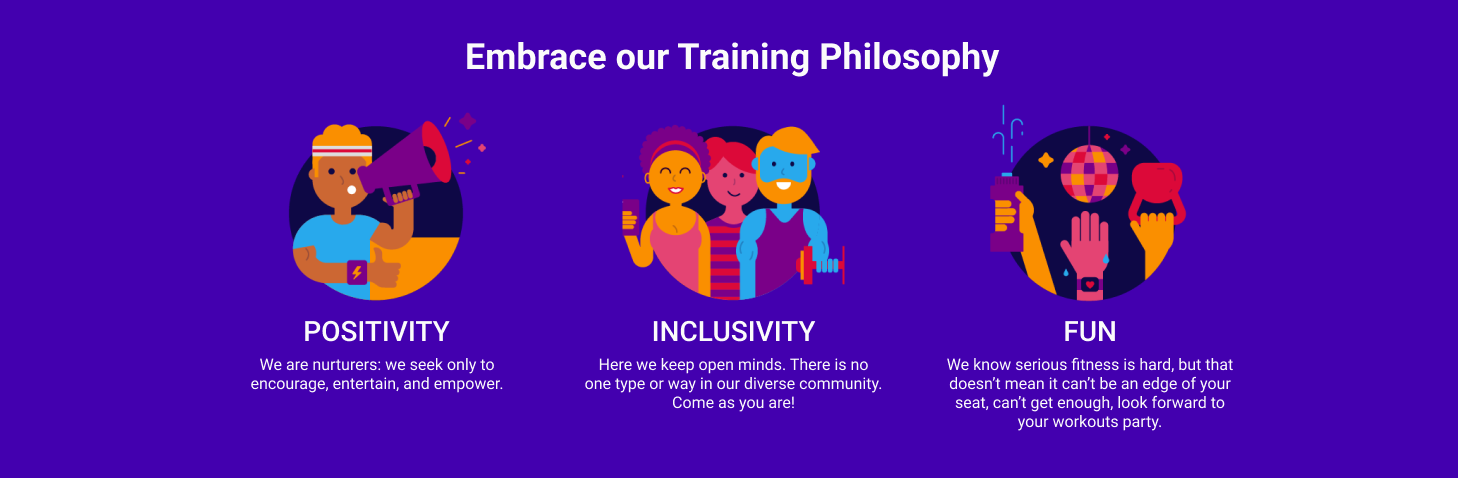 Embrace our Training Philosophy
POSITIVITY
We are nurturers: we seek only to
encourage, entertain, and empower.
INCLUSIVITY
Here we keep open minds. There is no
one type or way in our diverse community.
Come as you are!
FUN
We know serious fitness is hard, but that
doesn’t mean it can’t be an edge of your
seat, can’t get enough, look forward to
your workouts party.